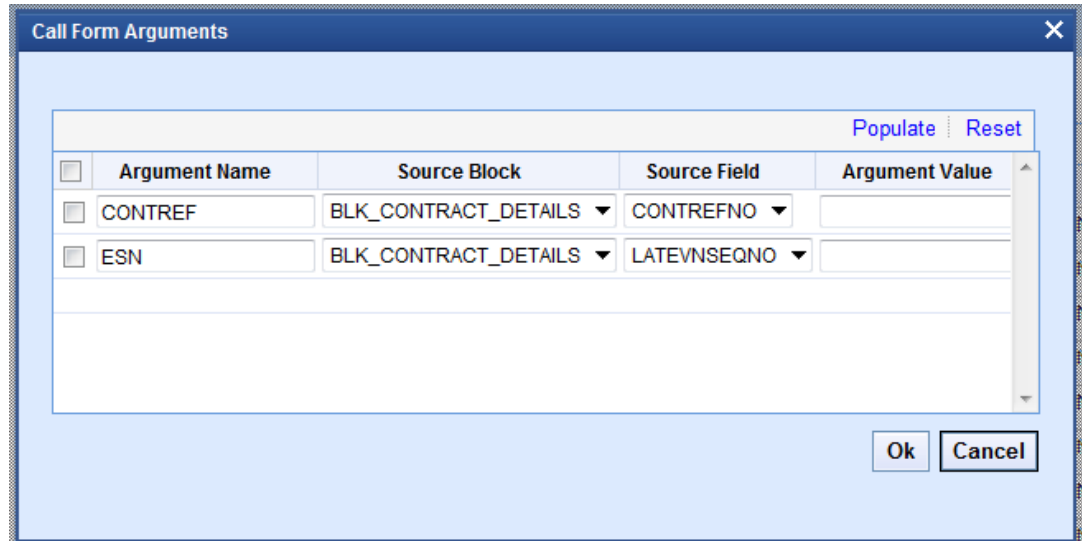 Call Form Arguments
Populate Reset
Argument Name Source Block Source Field Argument Value
CONTREF BLK_CONTRACT_DETAILS CONTREFNO
ESN BLK_CONTRACT_DETAILS LATEVNSEQNO
Ok Cancel